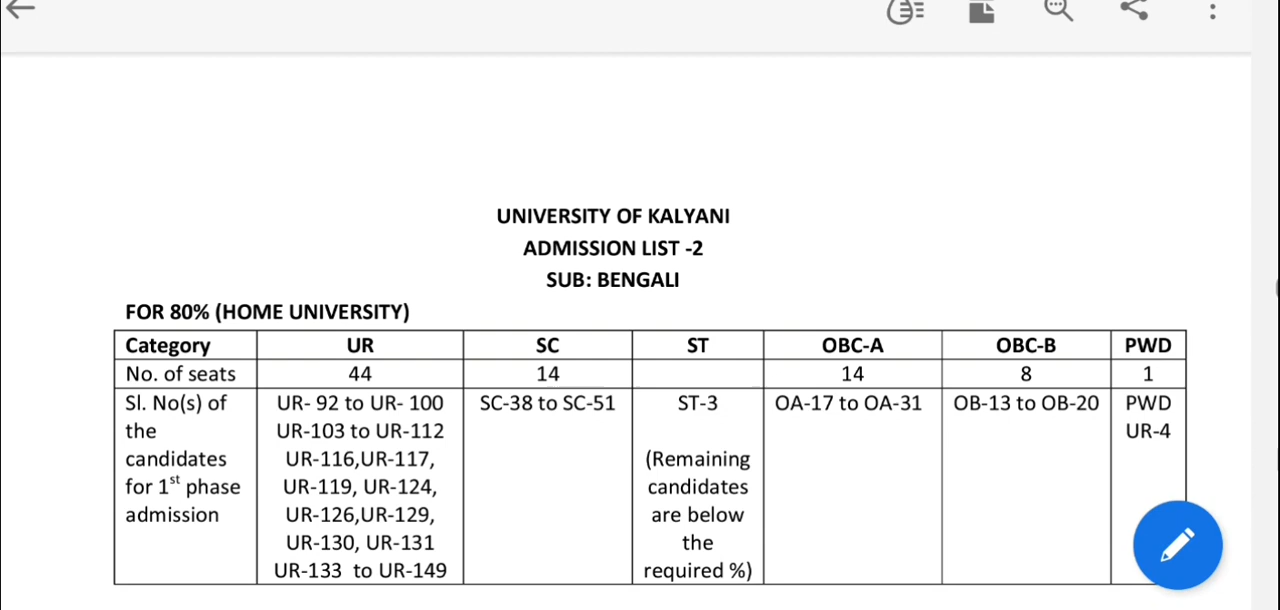 UNIVERSITY OF KALYANI
ADMISSION LIST -2
SUB: BENGALI
FOR 80% (HOME UNIVERSITY)
Category UR SC ST OBC-A OBC-B PWD
No. of seats 44 14 14 8 1
Sl. No(s) of UR- 92 to UR- 100 SC-38 to SC-51 ST-3 OA-17 to OA-31 OB-13 to OB-20 PWD
the UR-103 to UR-112 UR-4
candidates UR-116,UR-117, (Remaining
for 1st phase UR-119, UR-124, candidates
admission UR-126,UR-129, are below
UR-130, UR-131 the
UR-133 to UR-149 required %)